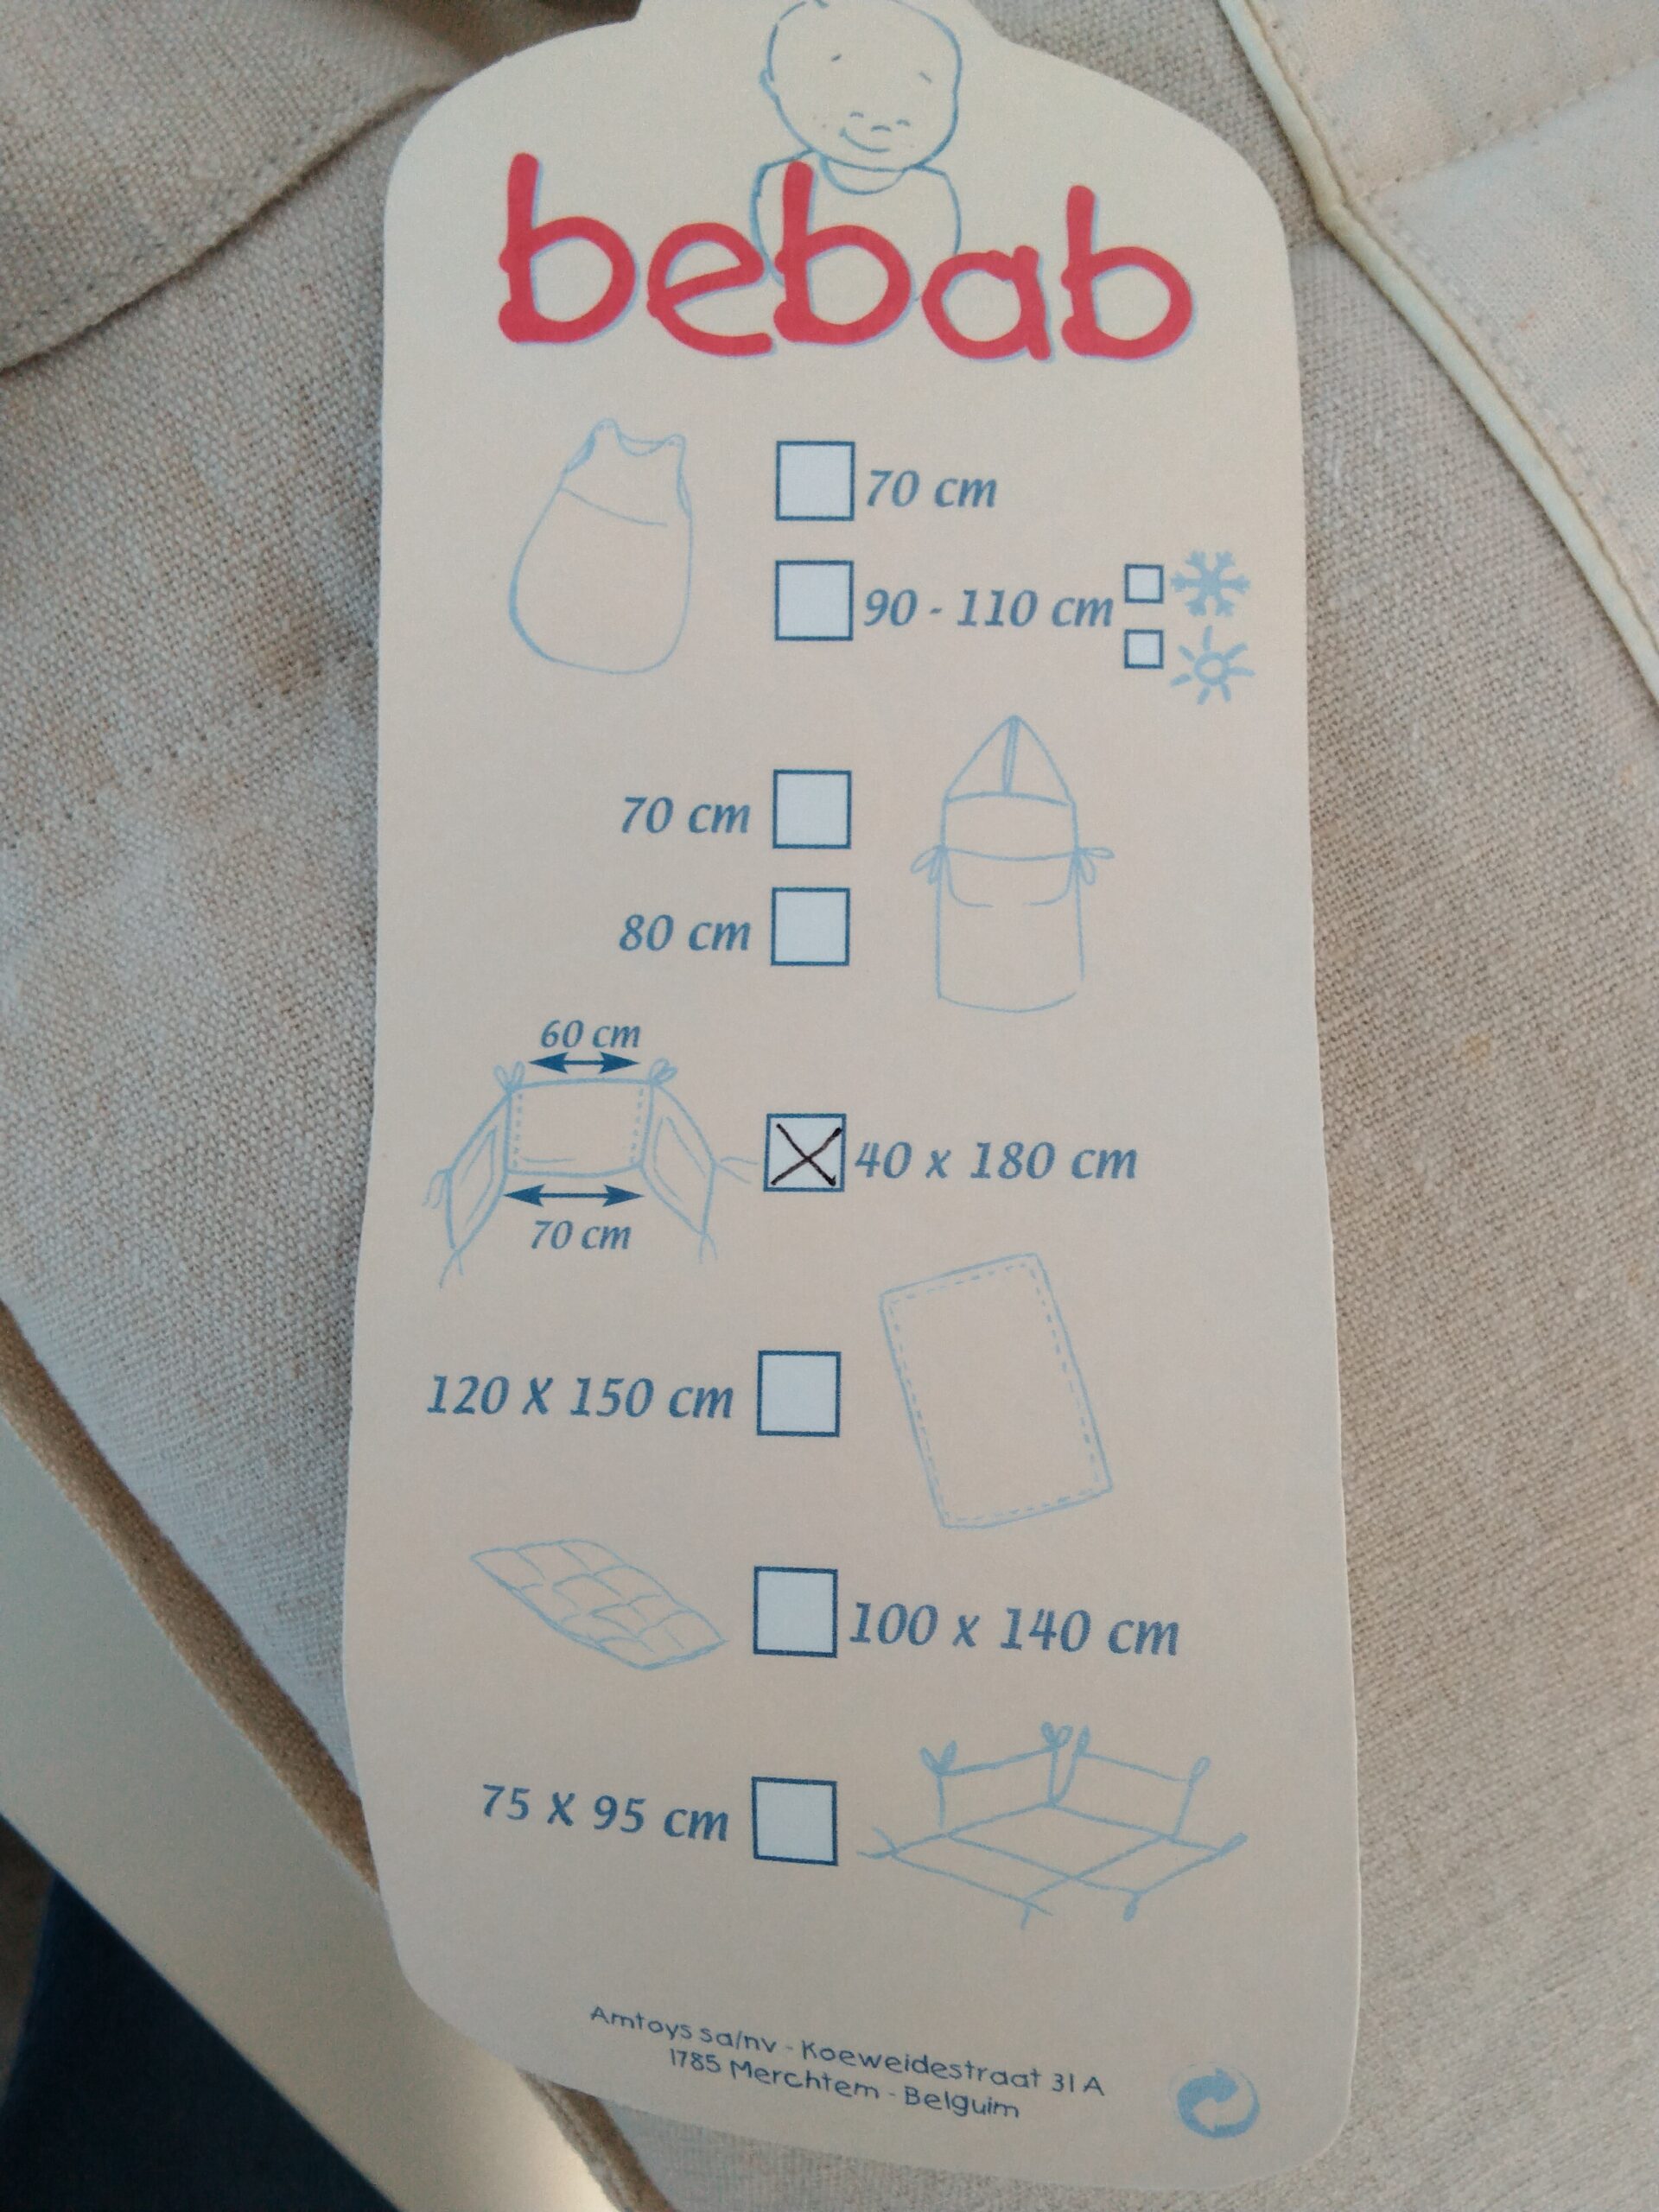 bebab
70 cm
90 - 110 cm
70 cm
80 cm
60 cm
40 x 180 cm
70 cm
120 X 150 cm
100 x 140 cm
75 X 95 cm
Amtoys sa/nv - Koeweidestraat 31 A
1785 Merchtem - Belguim